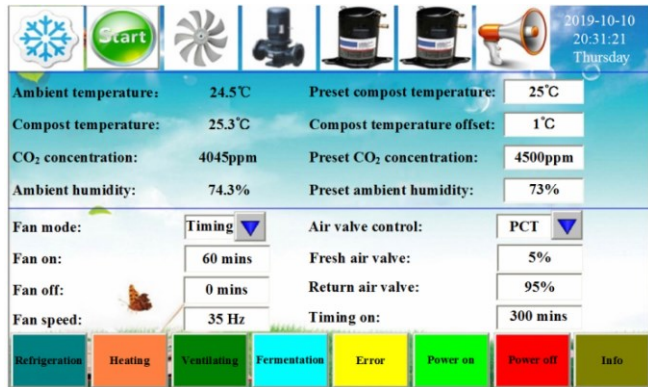 Start
2019-10-10
20:31:21
Thursday
Ambient temperature: 24.5℃ Preset compost temperature: 25℃
Compost temperature: 25.3℃ Compost temperature offset: 1℃
CO₂ concentration: 4045ppm Preset CO₂ concentration: 4500ppm
Ambient humidity: 74.3% Preset ambient humidity: 73%
Fan mode: Timing Air valve control: PCT
Fan on: 60 mins Fresh air valve: 5%
Fan off: 0 mins Return air valve: 95%
Fan speed: 35 Hz Timing on: 300 mins
Refrigeration Heating Ventilating Fermentation Error Power on Power off Info